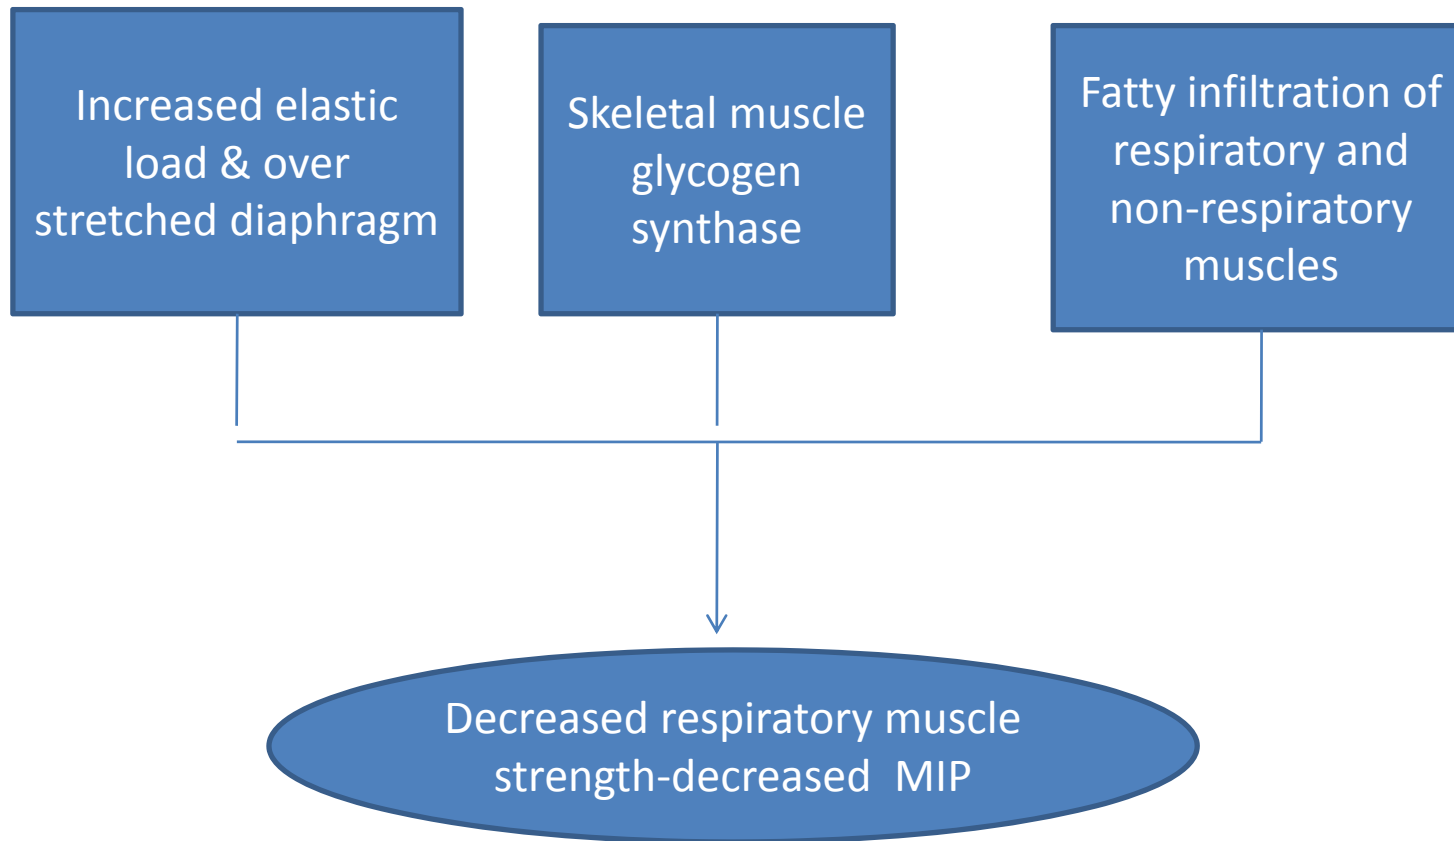 Increased elastic
load & over
stretched diaphragm
Skeletal muscle
glycogen
synthase
Fatty infiltration of
respiratory and
non-respiratory
muscles
Decreased respiratory muscle
strength-decreased  MIP